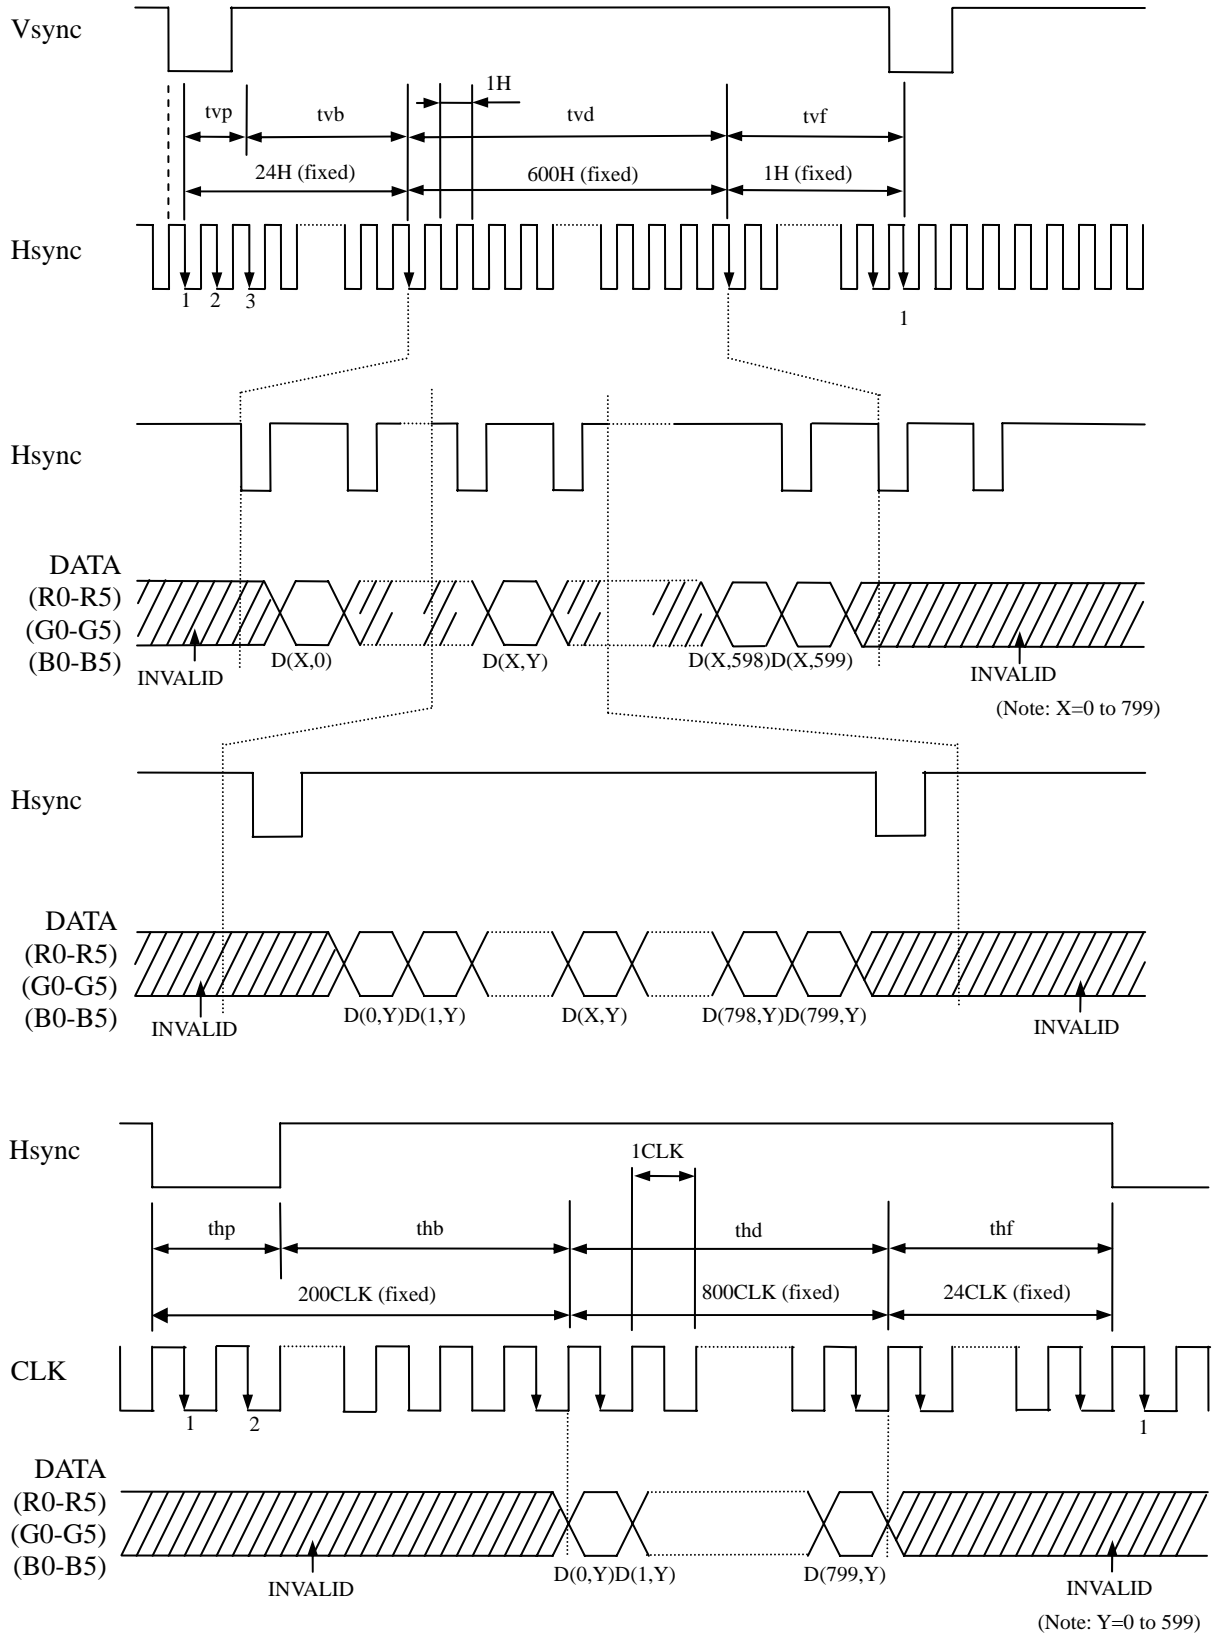 Vsync
1H
tvp
tvb
tvd
tvf
24H (fixed)
600H (fixed)
1H (fixed)
Hsync
1
2
3
1
Hsync
DATA
(R0-R5)
(G0-G5)
(B0-B5)
INVALID
D(X,0)
D(X,Y)
D(X,598)D(X,599)
INVALID
(Note: X=0 to 799)
Hsync
DATA
(R0-R5)
(G0-G5)
(B0-B5)
INVALID
D(0,Y)D(1,Y)
D(X,Y)
D(798,Y)D(799,Y)
INVALID
Hsync
1CLK
thp
thb
thd
thf
200CLK (fixed)
800CLK (fixed)
24CLK (fixed)
CLK
1
2
1
DATA
(R0-R5)
(G0-G5)
(B0-B5)
INVALID
D(0,Y)D(1,Y)
D(799,Y)
INVALID
(Note: Y=0 to 599)